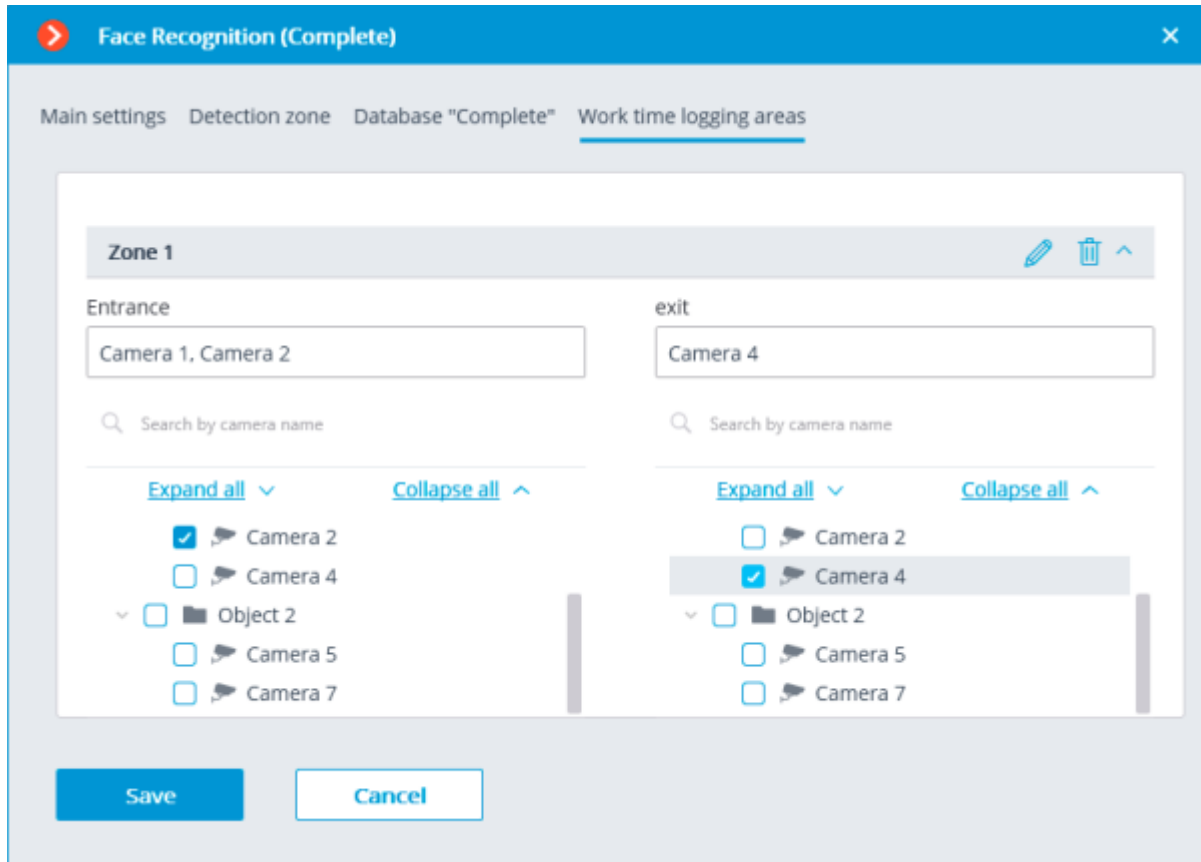 Face Recognition (Complete)
Main settings Detection zone Database "Complete" Work time logging areas
Zone 1
Entrance exit
Camera 1, Camera 2 Camera 4
Search by camera name Search by camera name
Expand all Collapse all Expand all Collapse all
Camera 2 Camera 2
Camera 4 Camera 4
Object 2 Object 2
Camera 5 Camera 5
Camera 7 Camera 7
Save Cancel